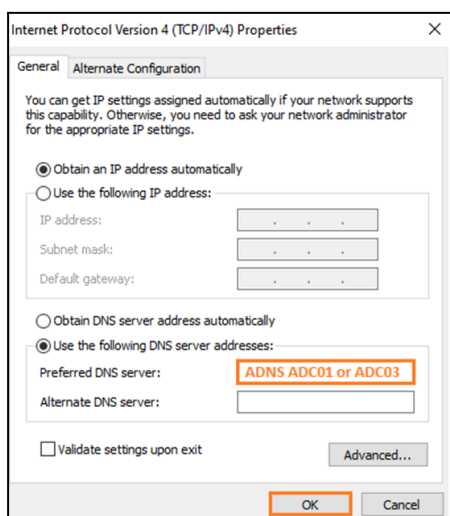 Internet Protocol Version 4 (TCP/IPv4) Properties
General
Alternate Configuration
You can get IP settings assigned automatically if your network supports
this capability. Otherwise, you need to ask your network administrator
for the appropriate IP settings.
Obtain an IP address automatically
Use the following IP address:
IP address:
Subnet mask:
Default gateway:
Obtain DNS server address automatically
Use the following DNS server addresses:
Preferred DNS server: ADNS ADC01 or ADC03
Alternate DNS server:
Validate settings upon exit
Advanced...
OK Cancel